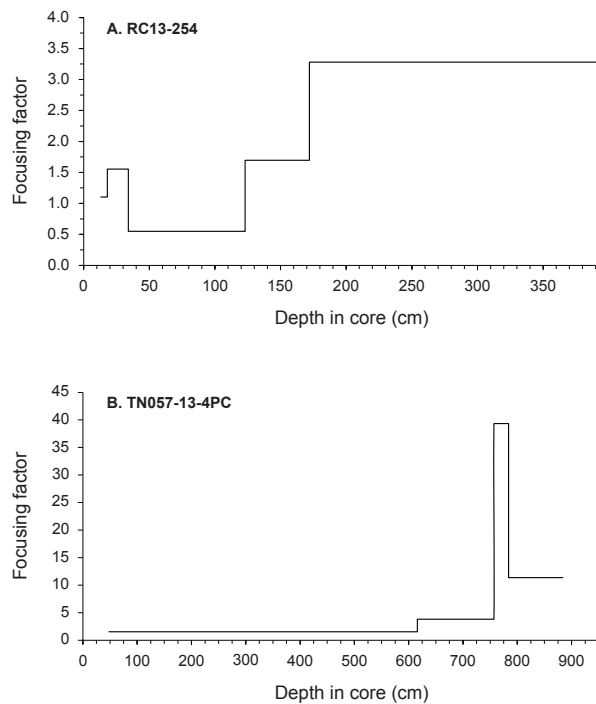 A. RC13-254
Focusing factor
4.0
3.5
3.0
2.5
2.0
1.5
1.0
0.5
0.0
0 50 100 150 200 250 300 350
Depth in core (cm)
B. TN057-13-4PC
Focusing factor
45
40
35
30
25
20
15
10
5
0
0 100 200 300 400 500 600 700 800 900
Depth in core (cm)